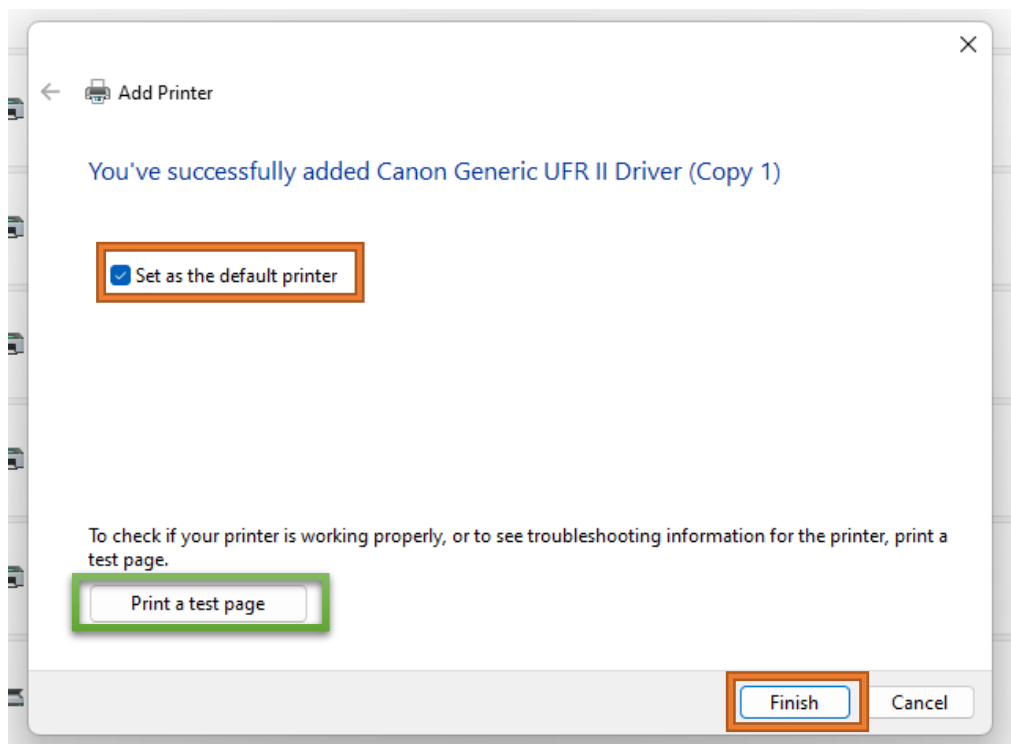 Add Printer
You've successfully added Canon Generic UFR II Driver (Copy 1)
Set as the default printer
To check if your printer is working properly, or to see troubleshooting information for the printer, print a
test page.
Print a test page
Finish Cancel